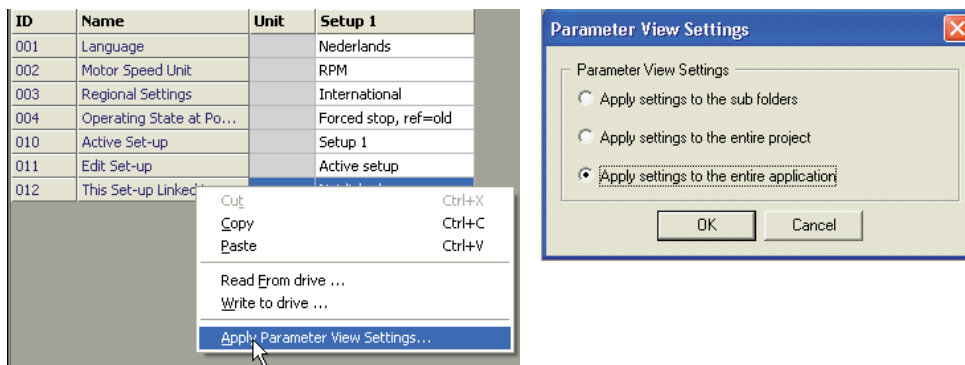 ID Name Unit Setup 1
001 Language Nederlands
002 Motor Speed Unit RPM
003 Regional Settings International
004 Operating State at Po... Forced stop, ref=old
010 Active Set-up Setup 1
011 Edit Set-up Active setup
012 This Set-up Linked
Cut Ctrl+X
Copy Ctrl+C
Paste Ctrl+V
Read From drive ...
Write to drive ...
Apply Parameter View Settings...
Parameter View Settings
Parameter View Settings
Apply settings to the sub folders
Apply settings to the entire project
Apply settings to the entire application
OK Cancel